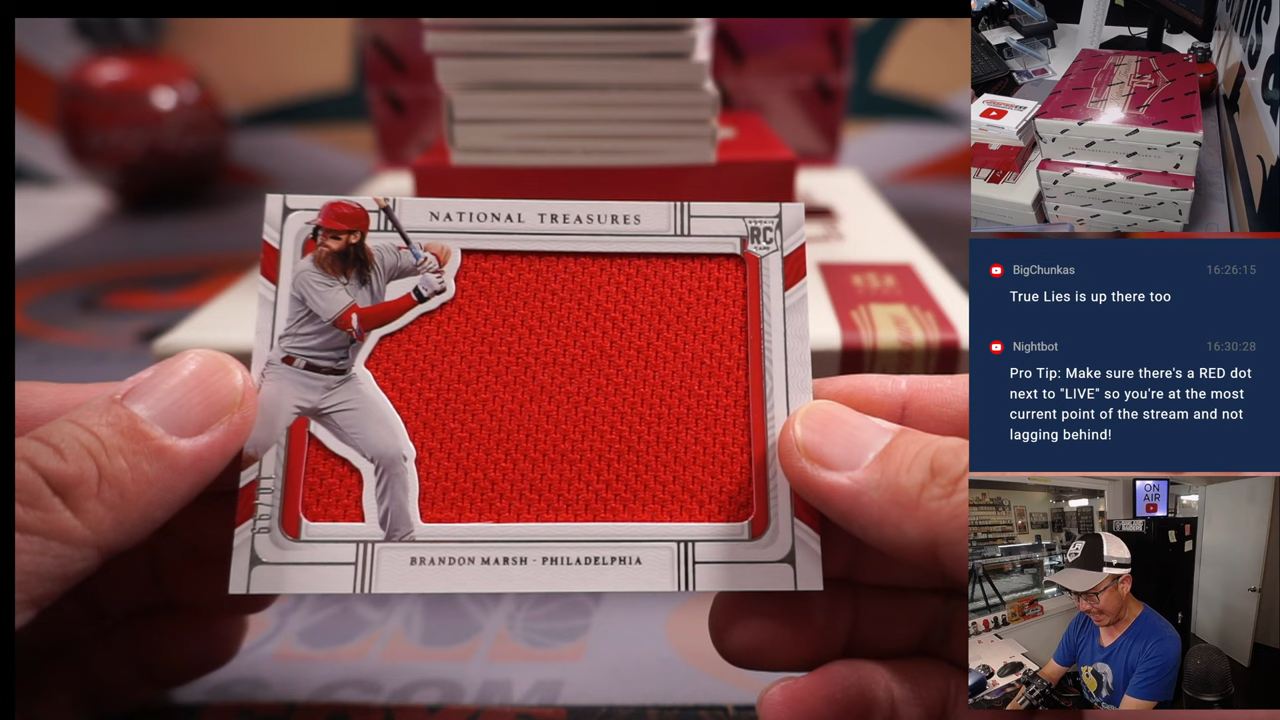 NATIONAL TREASURES
RC
BRANDON MARSH - PHILADELPHIA
BigChunkas 16:26:15
True Lies is up there too
Nightbot 16:30:28
Pro Tip: Make sure there's a RED dot
next to "LIVE" so you're at the most
current point of the stream and not
lagging behind!
ON
AIR